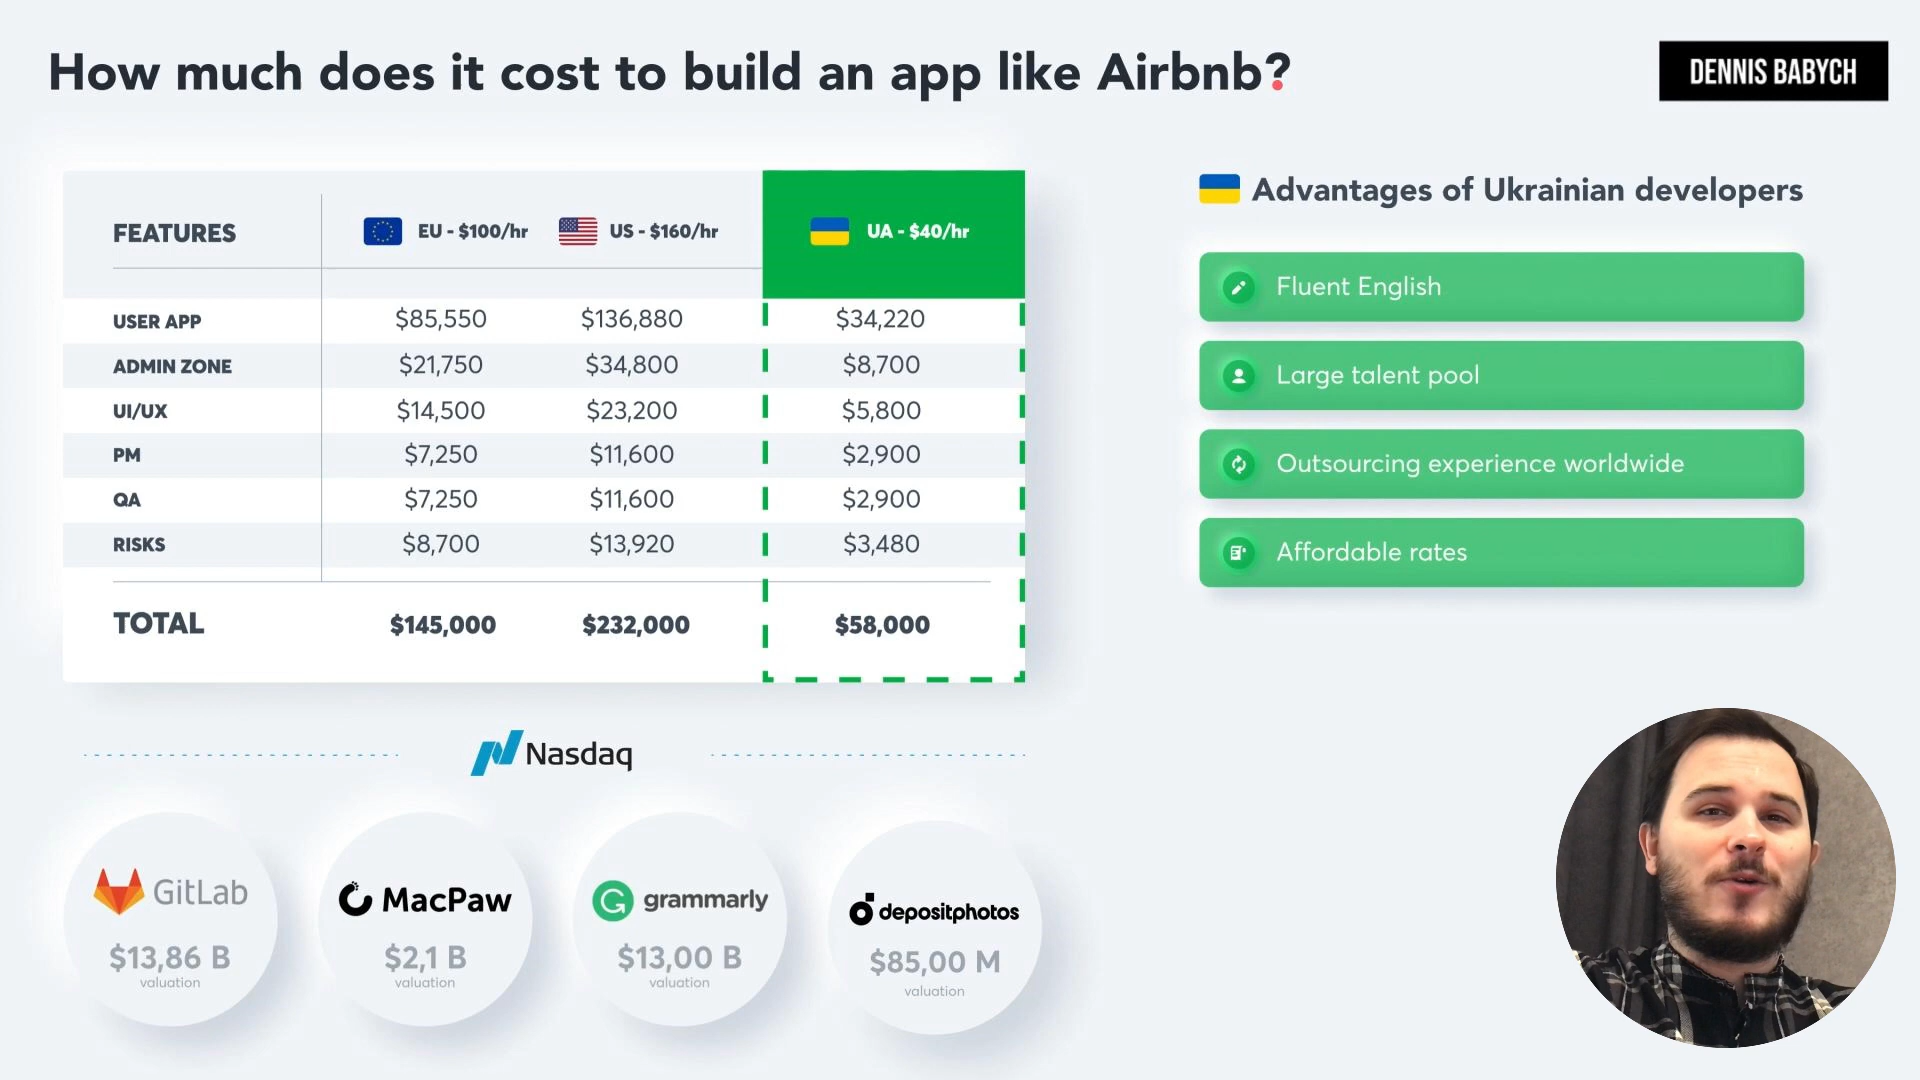 How much does it cost to build an app like Airbnb?
DENNIS BABYCH
FEATURES EU - $100/hr US - $160/hr UA - $40/hr
USER APP $85,550 $136,880 $34,220
ADMIN ZONE $21,750 $34,800 $8,700
UI/UX $14,500 $23,200 $5,800
PM $7,250 $11,600 $2,900
QA $7,250 $11,600 $2,900
RISKS $8,700 $13,920 $3,480
TOTAL $145,000 $232,000 $58,000
Advantages of Ukrainian developers
Fluent English
Large talent pool
Outsourcing experience worldwide
Affordable rates
Nasdaq
GitLab
$13,86 B
valuation
MacPaw
$2,1 B
valuation
grammarly
$13,00 B
valuation
depositphotos
$85,00 M
valuation